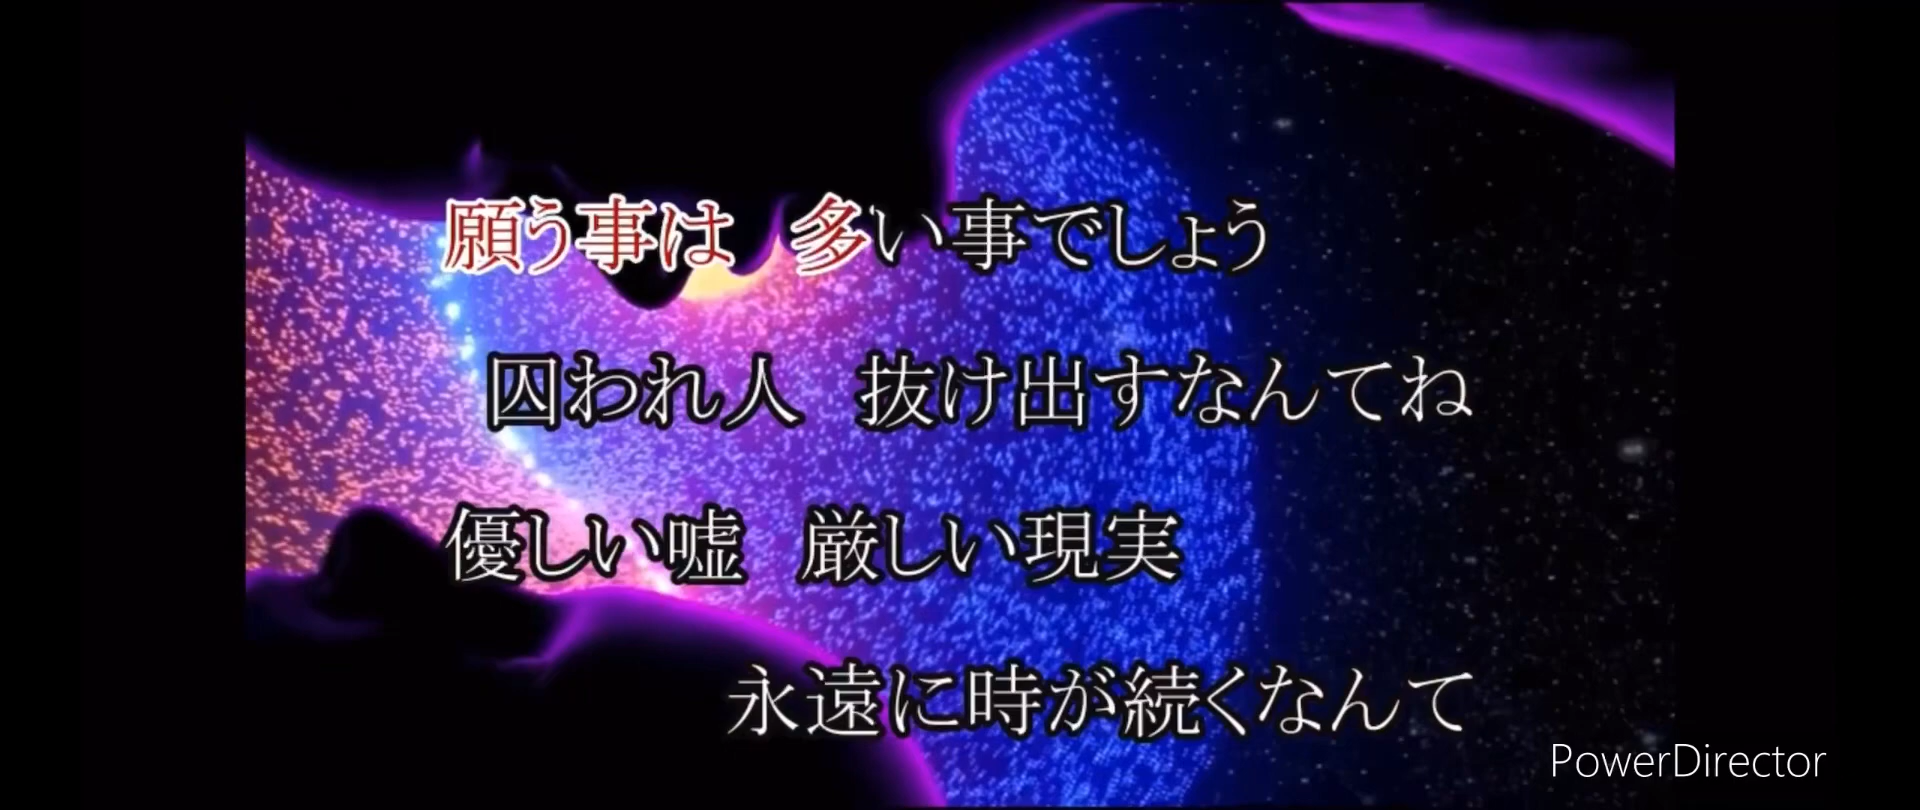 願う事は　多い事でしょう
囚われ人　抜け出すなんてね
優しい嘘　厳しい現実
永遠に時が続くなんて
PowerDirector